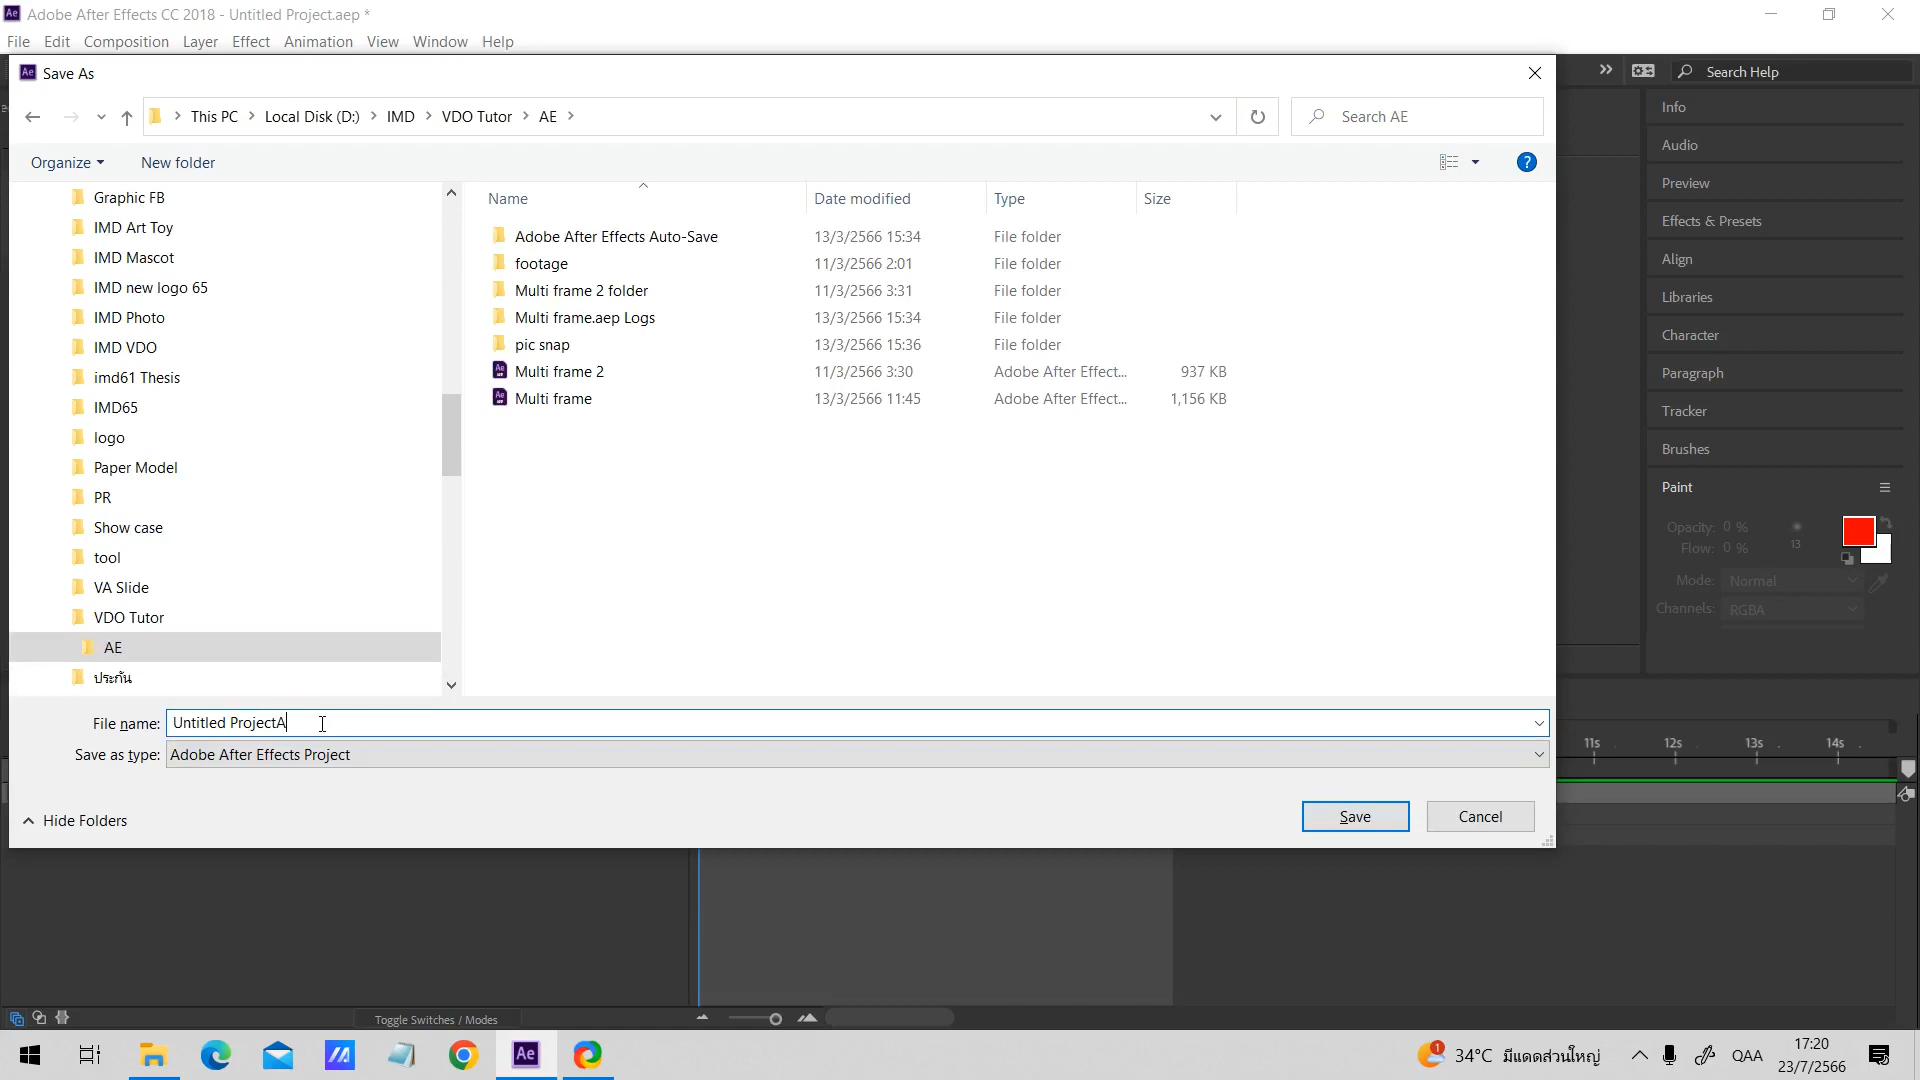 Adobe After Effects CC 2018 - Untitled Project.aep *
File Edit Composition Layer Effect Animation View Window Help
Save As
Search Help
This PC Local Disk (D:) IMD VDO Tutor AE
Search AE
Organize New folder
Name Date modified Type Size
Graphic FB
IMD Art Toy
IMD Mascot
IMD new logo 65
IMD Photo
IMD VDO
imd61 Thesis
IMD65
logo
Paper Model
PR
Show case
tool
VA Slide
VDO Tutor
AE
ประกัน
Adobe After Effects Auto-Save 13/3/2566 15:34 File folder
footage 11/3/2566 2:01 File folder
Multi frame 2 folder 11/3/2566 3:31 File folder
Multi frame.aep Logs 13/3/2566 15:34 File folder
pic snap 13/3/2566 15:36 File folder
Multi frame 2 11/3/2566 3:30 Adobe After Effect... 937 KB
Multi frame 13/3/2566 11:45 Adobe After Effect... 1,156 KB
File name: Untitled ProjectA
Save as type: Adobe After Effects Project
Hide Folders
Save Cancel
Info
Audio
Preview
Effects & Presets
Align
Libraries
Character
Paragraph
Tracker
Brushes
Paint
Opacity: 0 %
Flow: 0 %
13
Mode: Normal
Channels: RGBA
11s 12s 13s 14s
Toggle Switches / Modes
Ae
1
34°C มีแดดส่วนใหญ่
QAA
17:20
23/7/2566